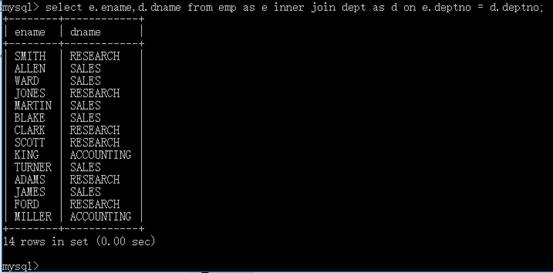 mysql> select e.ename,d.dname from emp as e inner join dept as d on e.deptno = d.deptno;
+--------+------------+
| ename | dname |
+--------+------------+
| SMITH | RESEARCH |
| ALLEN | SALES |
| WARD | SALES |
| JONES | RESEARCH |
| MARTIN | SALES |
| BLAKE | SALES |
| CLARK | RESEARCH |
| SCOTT | RESEARCH |
| KING | ACCOUNTING |
| TURNER | SALES |
| ADAMS | RESEARCH |
| JAMES | SALES |
| FORD | RESEARCH |
| MILLER | ACCOUNTING |
+--------+------------+
14 rows in set (0.00 sec)
mysql>